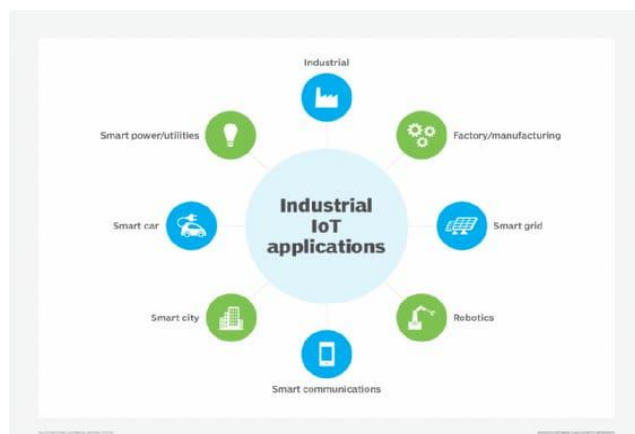 Industrial
Smart power/utilities
Factory/manufacturing
Industrial
IoT
applications
Smart car
Smart grid
Smart city
Robotics
Smart communications